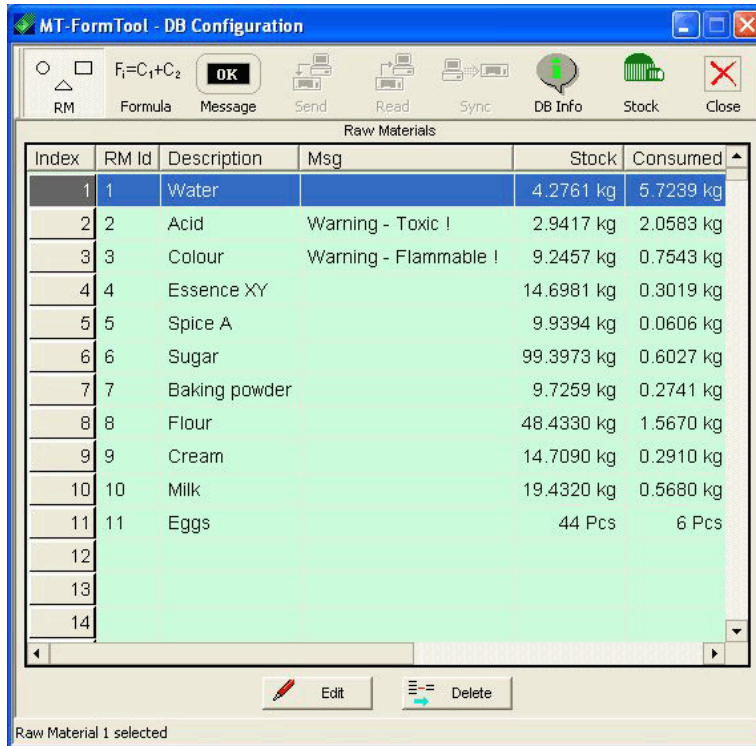 MT-FormTool - DB Configuration
Fi=C1+C2 OK
RM Formula Message Send Read Sync DB Info Stock Close
Raw Materials
Index RM Id Description Msg Stock Consumed
1 1 Water 4.2761 kg 5.7239 kg
2 2 Acid Warning - Toxic ! 2.9417 kg 2.0583 kg
3 3 Colour Warning - Flammable ! 9.2457 kg 0.7543 kg
4 4 Essence XY 14.6981 kg 0.3019 kg
5 5 Spice A 9.9394 kg 0.0606 kg
6 6 Sugar 99.3973 kg 0.6027 kg
7 7 Baking powder 9.7259 kg 0.2741 kg
8 8 Flour 48.4330 kg 1.5670 kg
9 9 Cream 14.7090 kg 0.2910 kg
10 10 Milk 19.4320 kg 0.5680 kg
11 11 Eggs 44 Pcs 6 Pcs
12
13
14
Edit Delete
Raw Material 1 selected